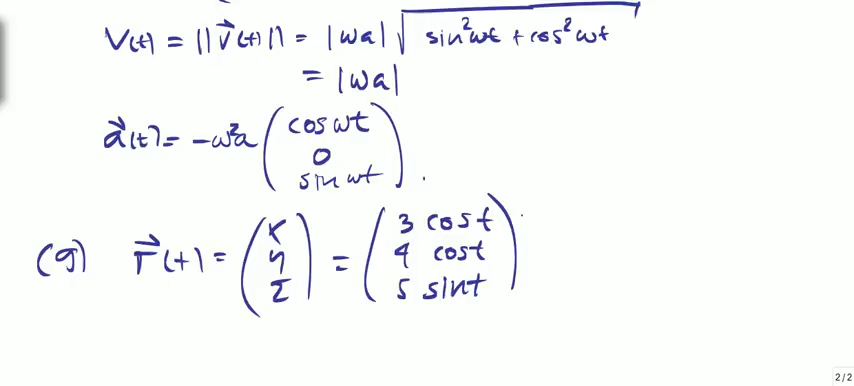 V(t) = ||v⃗(t)|| = |ωa| √(sin²ωt + cos²ωt)
= |ωa|
a⃗(t) = -ω²a (cos ωt
0
sin ωt).
(g) r⃗(t) = (x y z) = (3 cos t
4 cos t
5 sin t)
2/2